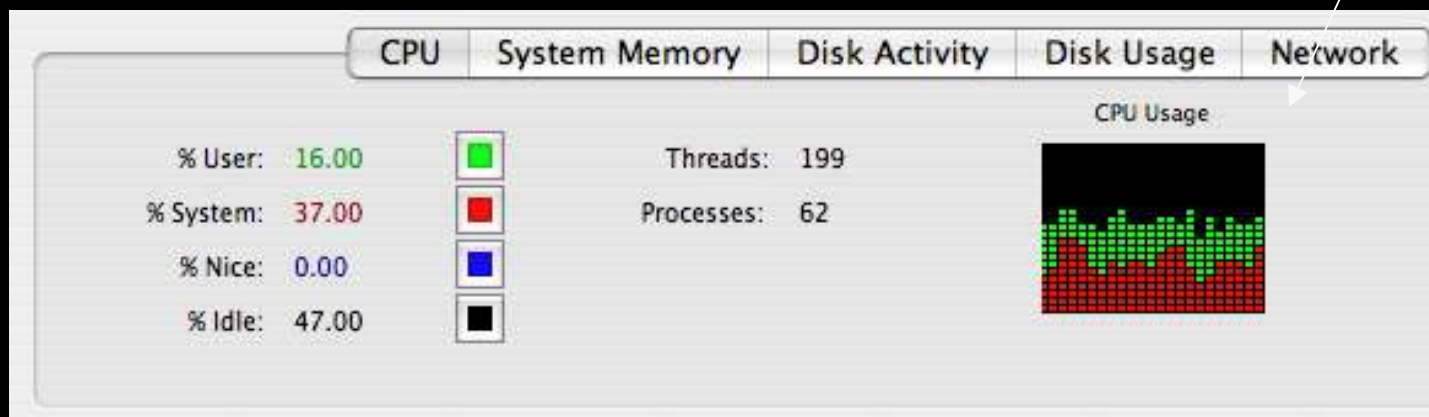 CPU System Memory Disk Activity Disk Usage Network
CPU Usage
% User: 16.00 Threads: 199
% System: 37.00 Processes: 62
% Nice: 0.00
% Idle: 47.00